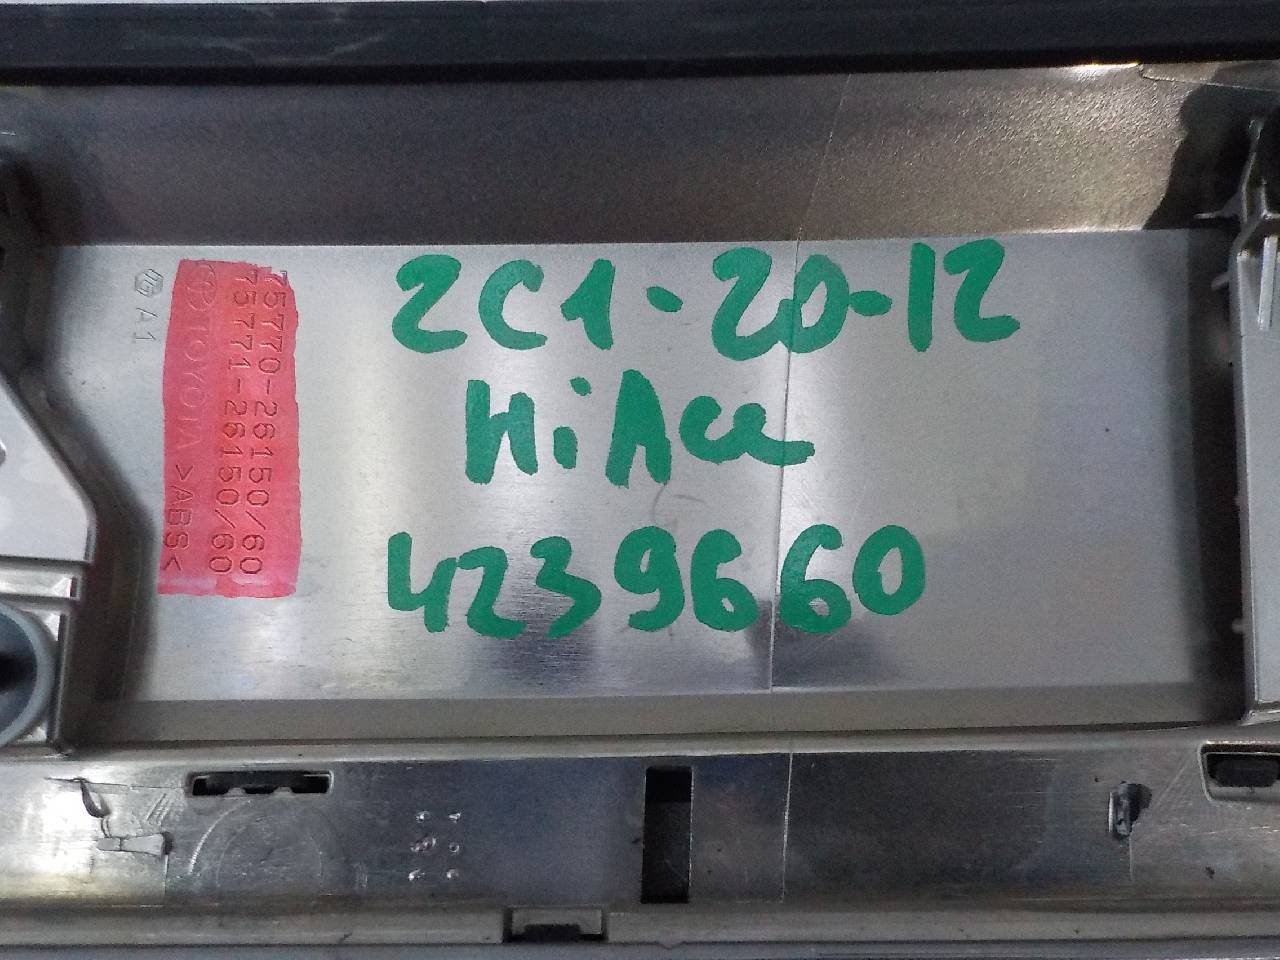 2C1-20-12
HiAce
4239660
75770-26150/60
75771-26150/60
TOYOTA >ABS<
A1